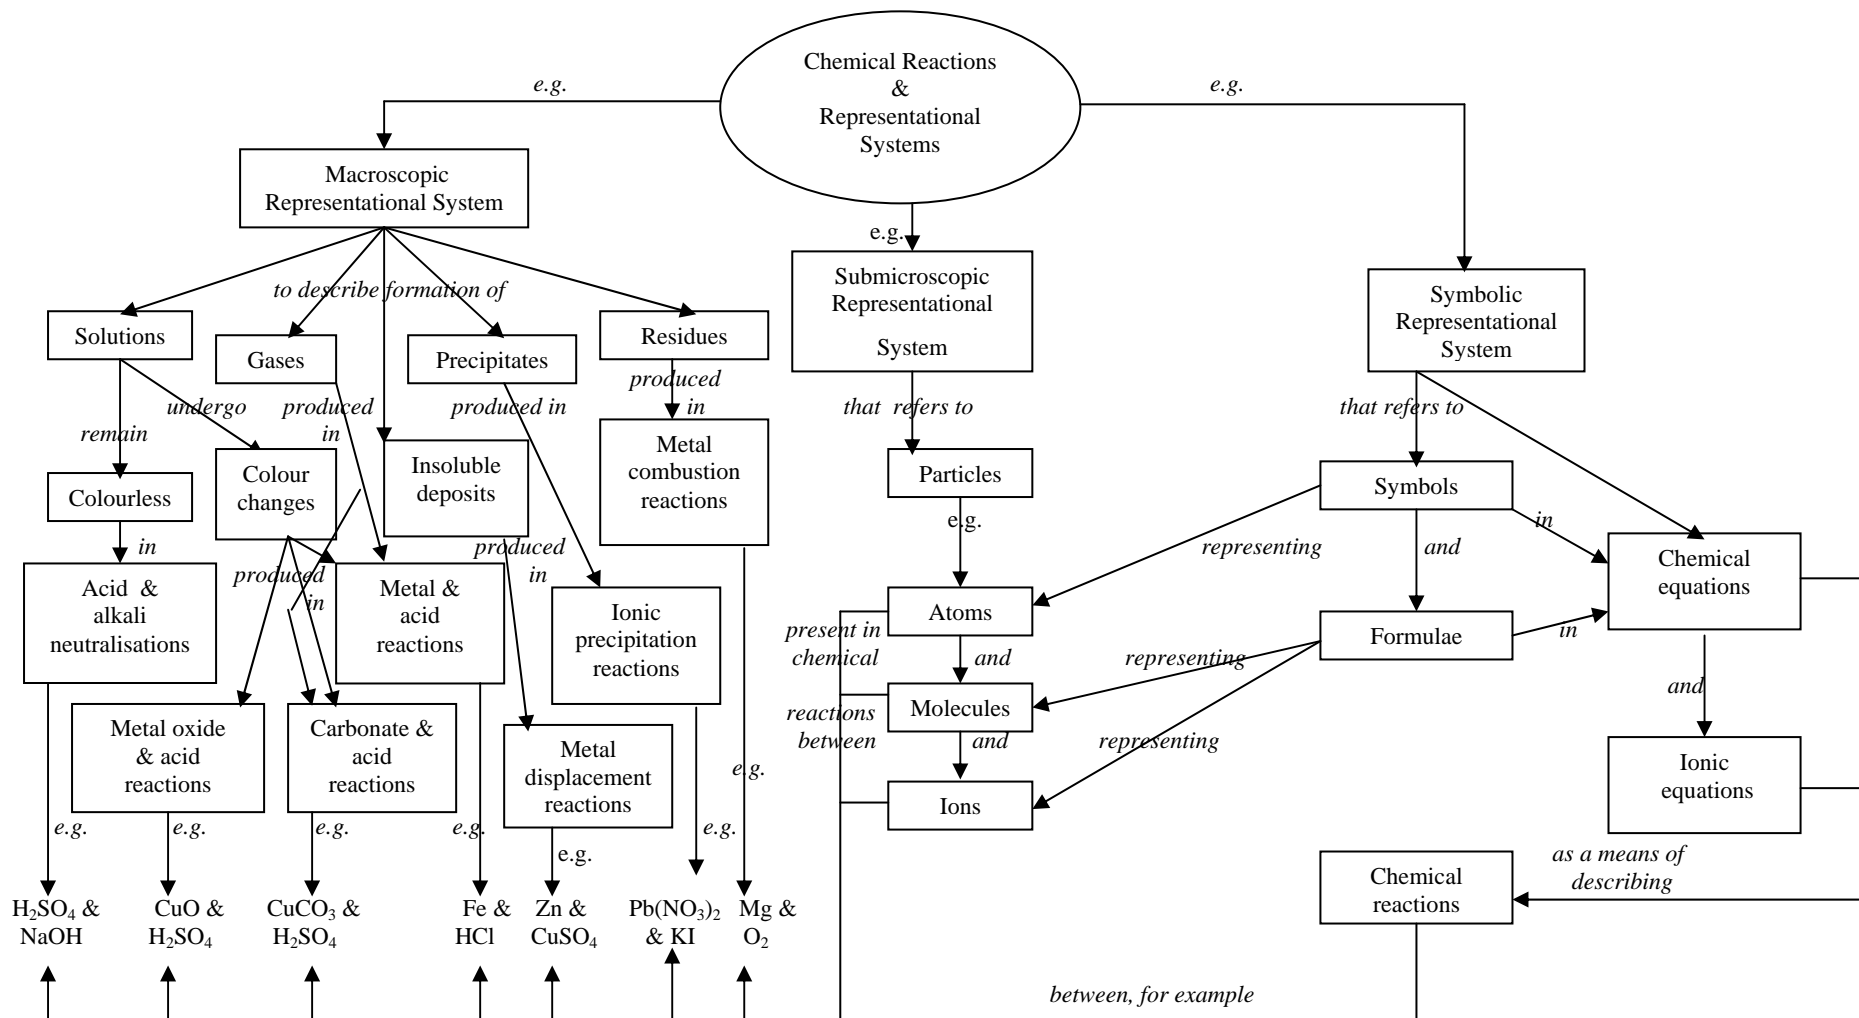 Chemical Reactions
&
Representational
Systems
e.g.
e.g.
e.g.
Macroscopic
Representational System
Submicroscopic
Representational
System
Symbolic
Representational
System
to describe formation of
Solutions
Gases
Precipitates
Residues
undergo
remain
produced
in
produced in
produced
in
that refers to
that refers to
Colourless
Colour
changes
Insoluble
deposits
Metal
combustion
reactions
Particles
Symbols
in
produced
in
produced
in
e.g.
representing
and
in
Acid &
alkali
neutralisations
Metal &
acid
reactions
Ionic
precipitation
reactions
Atoms
Formulae
Chemical
equations
present in
chemical
and
representing
in
reactions
between
Molecules
and
and
representing
Metal oxide
& acid
reactions
Carbonate &
acid
reactions
Metal
displacement
reactions
Ions
Ionic
equations
e.g.
e.g.
e.g.
e.g.
e.g.
e.g.
e.g.
Chemical
reactions
as a means of
describing
H₂SO₄ &
NaOH
CuO &
H₂SO₄
CuCO₃ &
H₂SO₄
Fe &
HCl
Zn &
CuSO₄
Pb(NO₃)₂
& KI
Mg &
O₂
between, for example